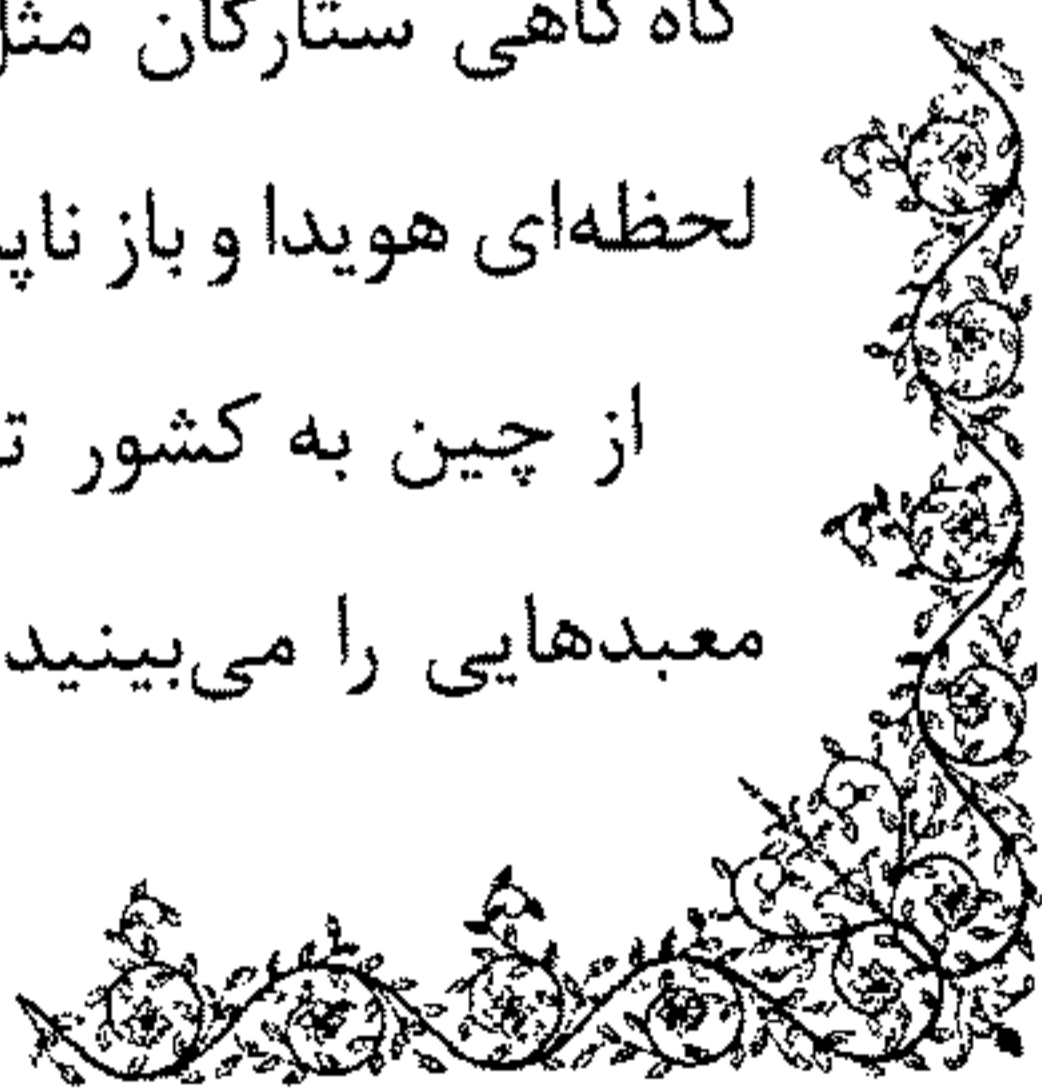 گاه گاهی ستارگان مثل
لحظه‌ای هویدا و باز
از چین به کشور
معبدهایی را می‌بینید